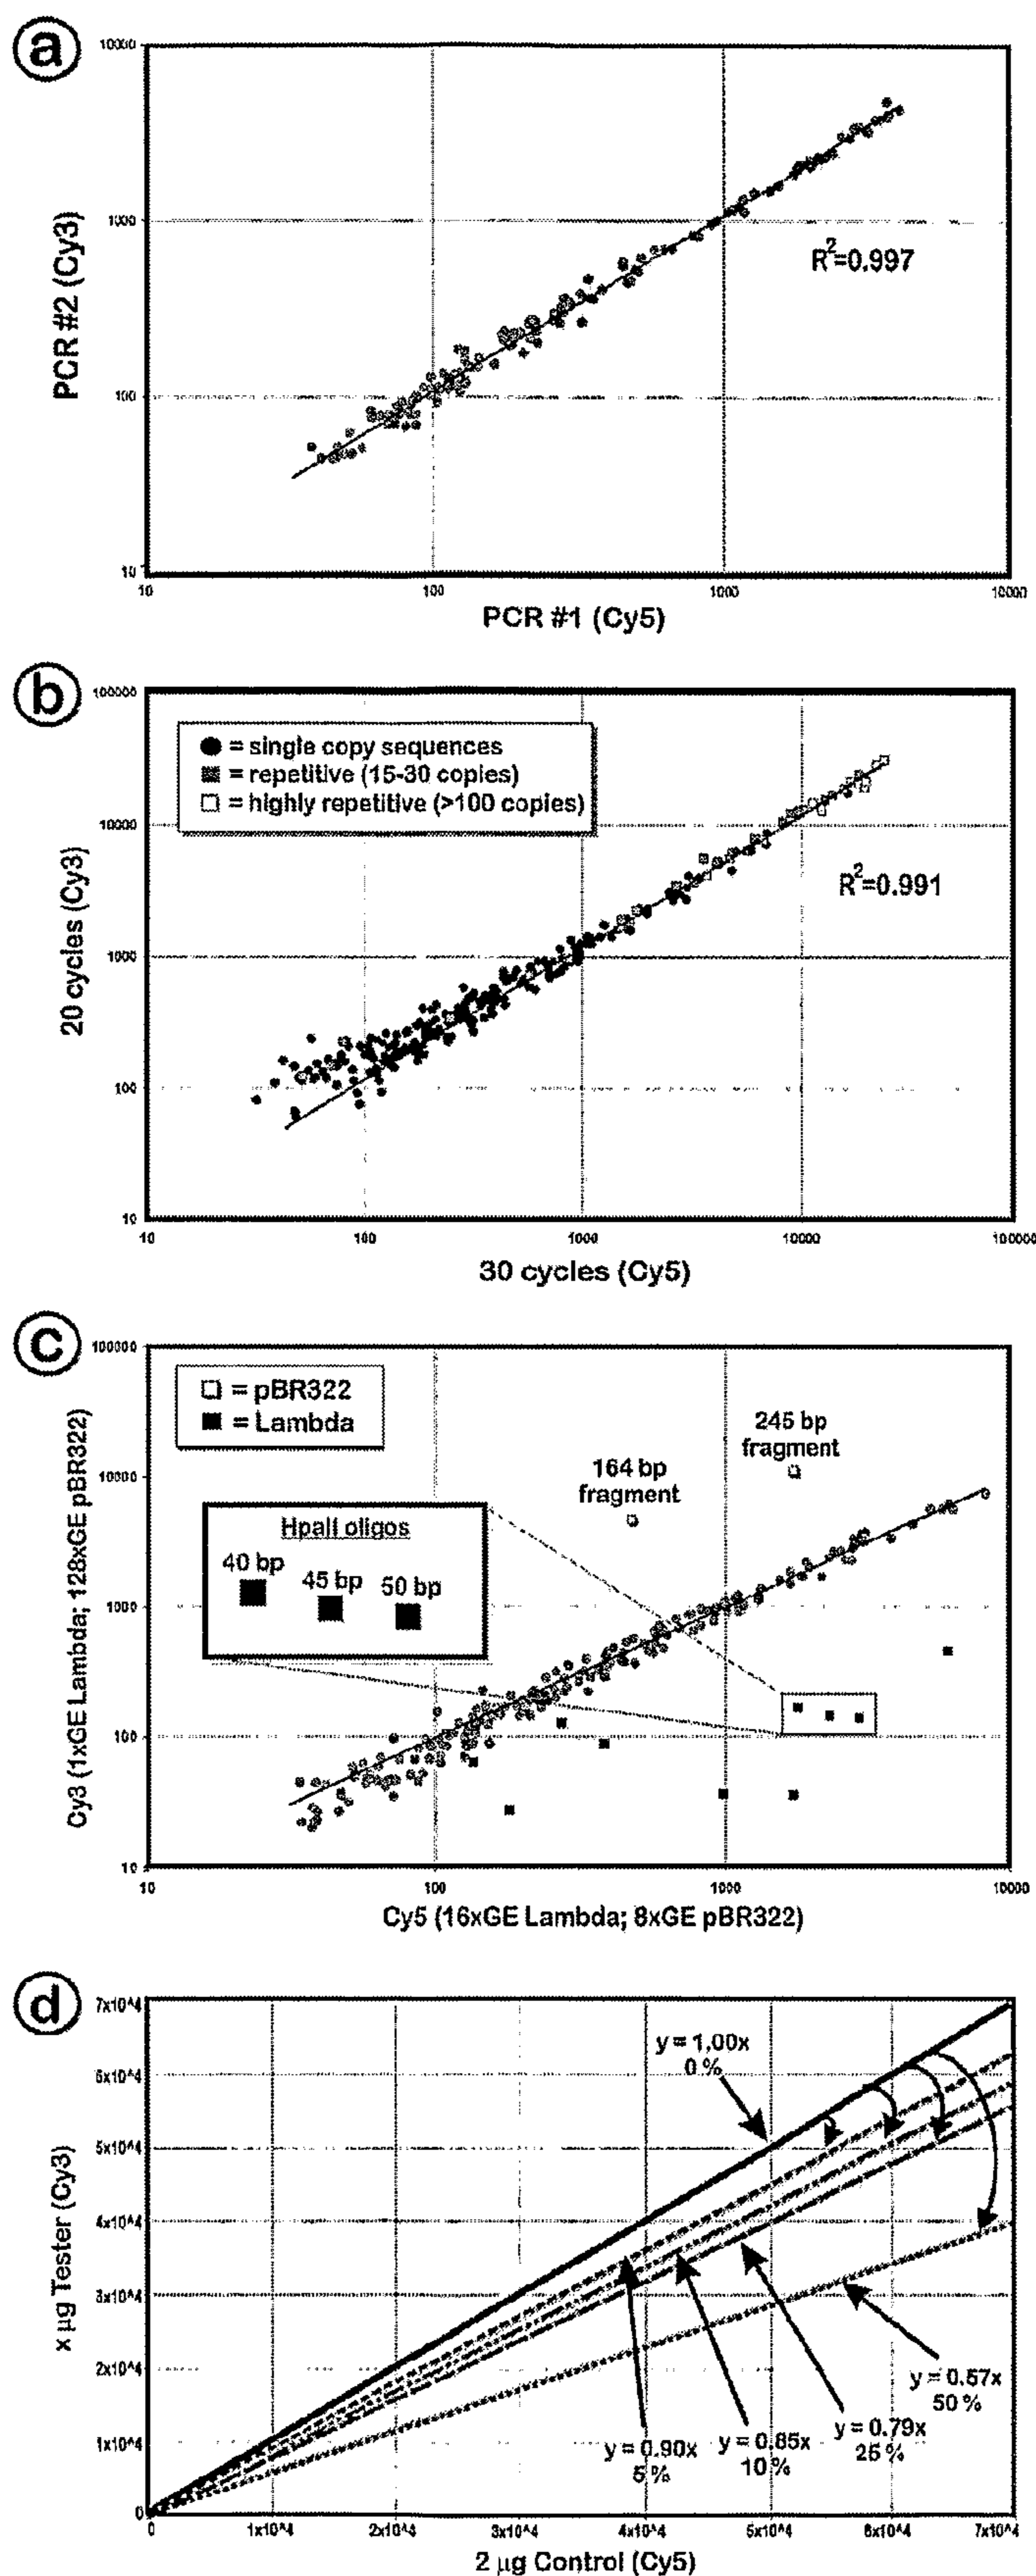 a
10000
1000
100
10
PCR #2 (Cy3)
R²=0.997
10
100
1000
10000
PCR #1 (Cy5)
b
100000
10000
1000
100
10
20 cycles (Cy3)
= single copy sequences
= repetitive (15-30 copies)
= highly repetitive (>100 copies)
R²=0.991
10
100
1000
10000
100000
30 cycles (Cy5)
c
100000
10000
1000
100
10
Cy3 (1xGE Lambda; 128xGE pBR322)
= pBR322
= Lambda
164 bp
fragment
245 bp
fragment
HpaII oligos
40 bp
45 bp
50 bp
10
100
1000
10000
Cy5 (16xGE Lambda; 8xGE pBR322)
d
7x10^4
6x10^4
5x10^4
4x10^4
3x10^4
2x10^4
1x10^4
0
x µg Tester (Cy3)
y = 1.00x
0 %
y = 0.90x
5 %
y = 0.85x
10 %
y = 0.79x
25 %
y = 0.57x
50 %
0
1x10^4
2x10^4
3x10^4
4x10^4
5x10^4
6x10^4
7x10^4
2 µg Control (Cy5)